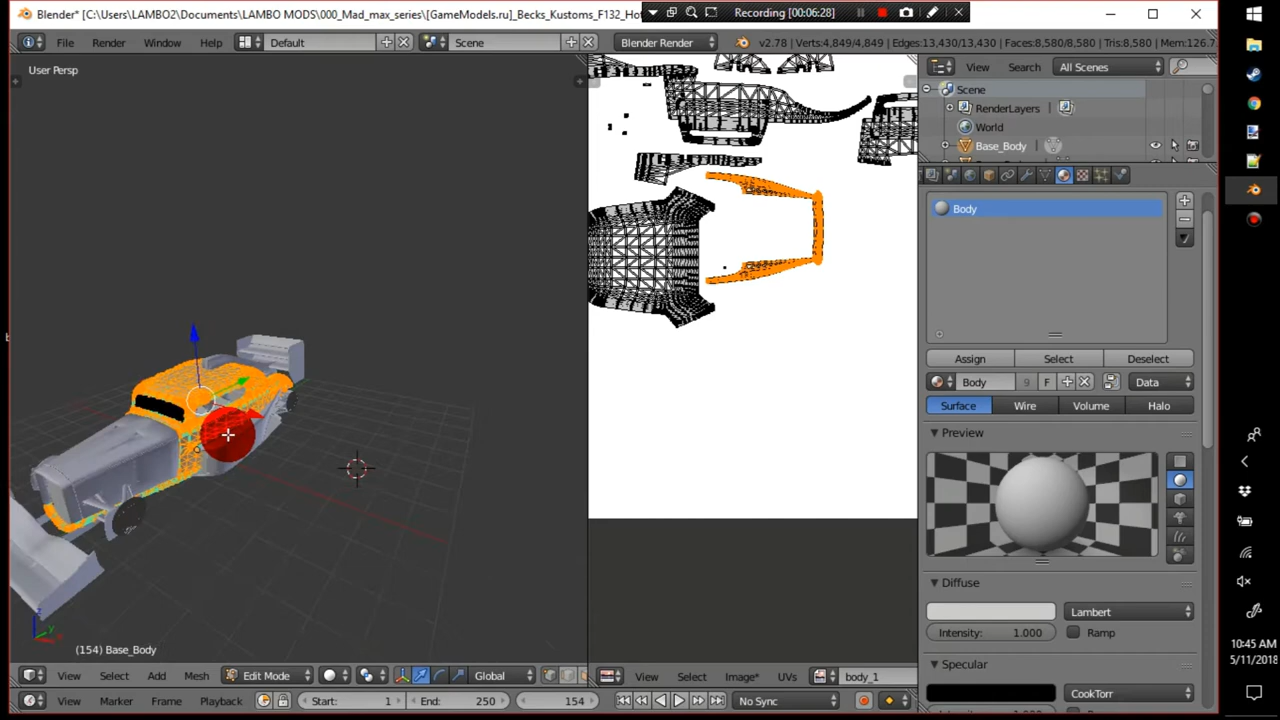 Blender* [C:\Users\LAMBO2\Documents\LAMBO MODS\000_Mad_max_series\[GameModels.ru]_Becks_Kustoms_F132_Ho
Recording [00:06:28]
File Render Window Help Default Scene Blender Render v2.78 | Verts:4,849/4,849 | Edges:13,430/13,430 | Faces:8,580/8,580 | Tris:8,580 | Mem:126.7
User Persp
View Search All Scenes
Scene
RenderLayers
World
Base_Body
Body
Assign Select Deselect
Body 9 F Data
Surface Wire Volume Halo
Preview
Diffuse
Lambert
Intensity: 1.000 Ramp
Specular
CookTorr
(154) Base_Body
View Select Add Mesh Edit Mode Global
View Select Image* UVs body_1
View Marker Frame Playback Start: 1 End: 250 154 No Sync
10:45 AM
5/11/2018